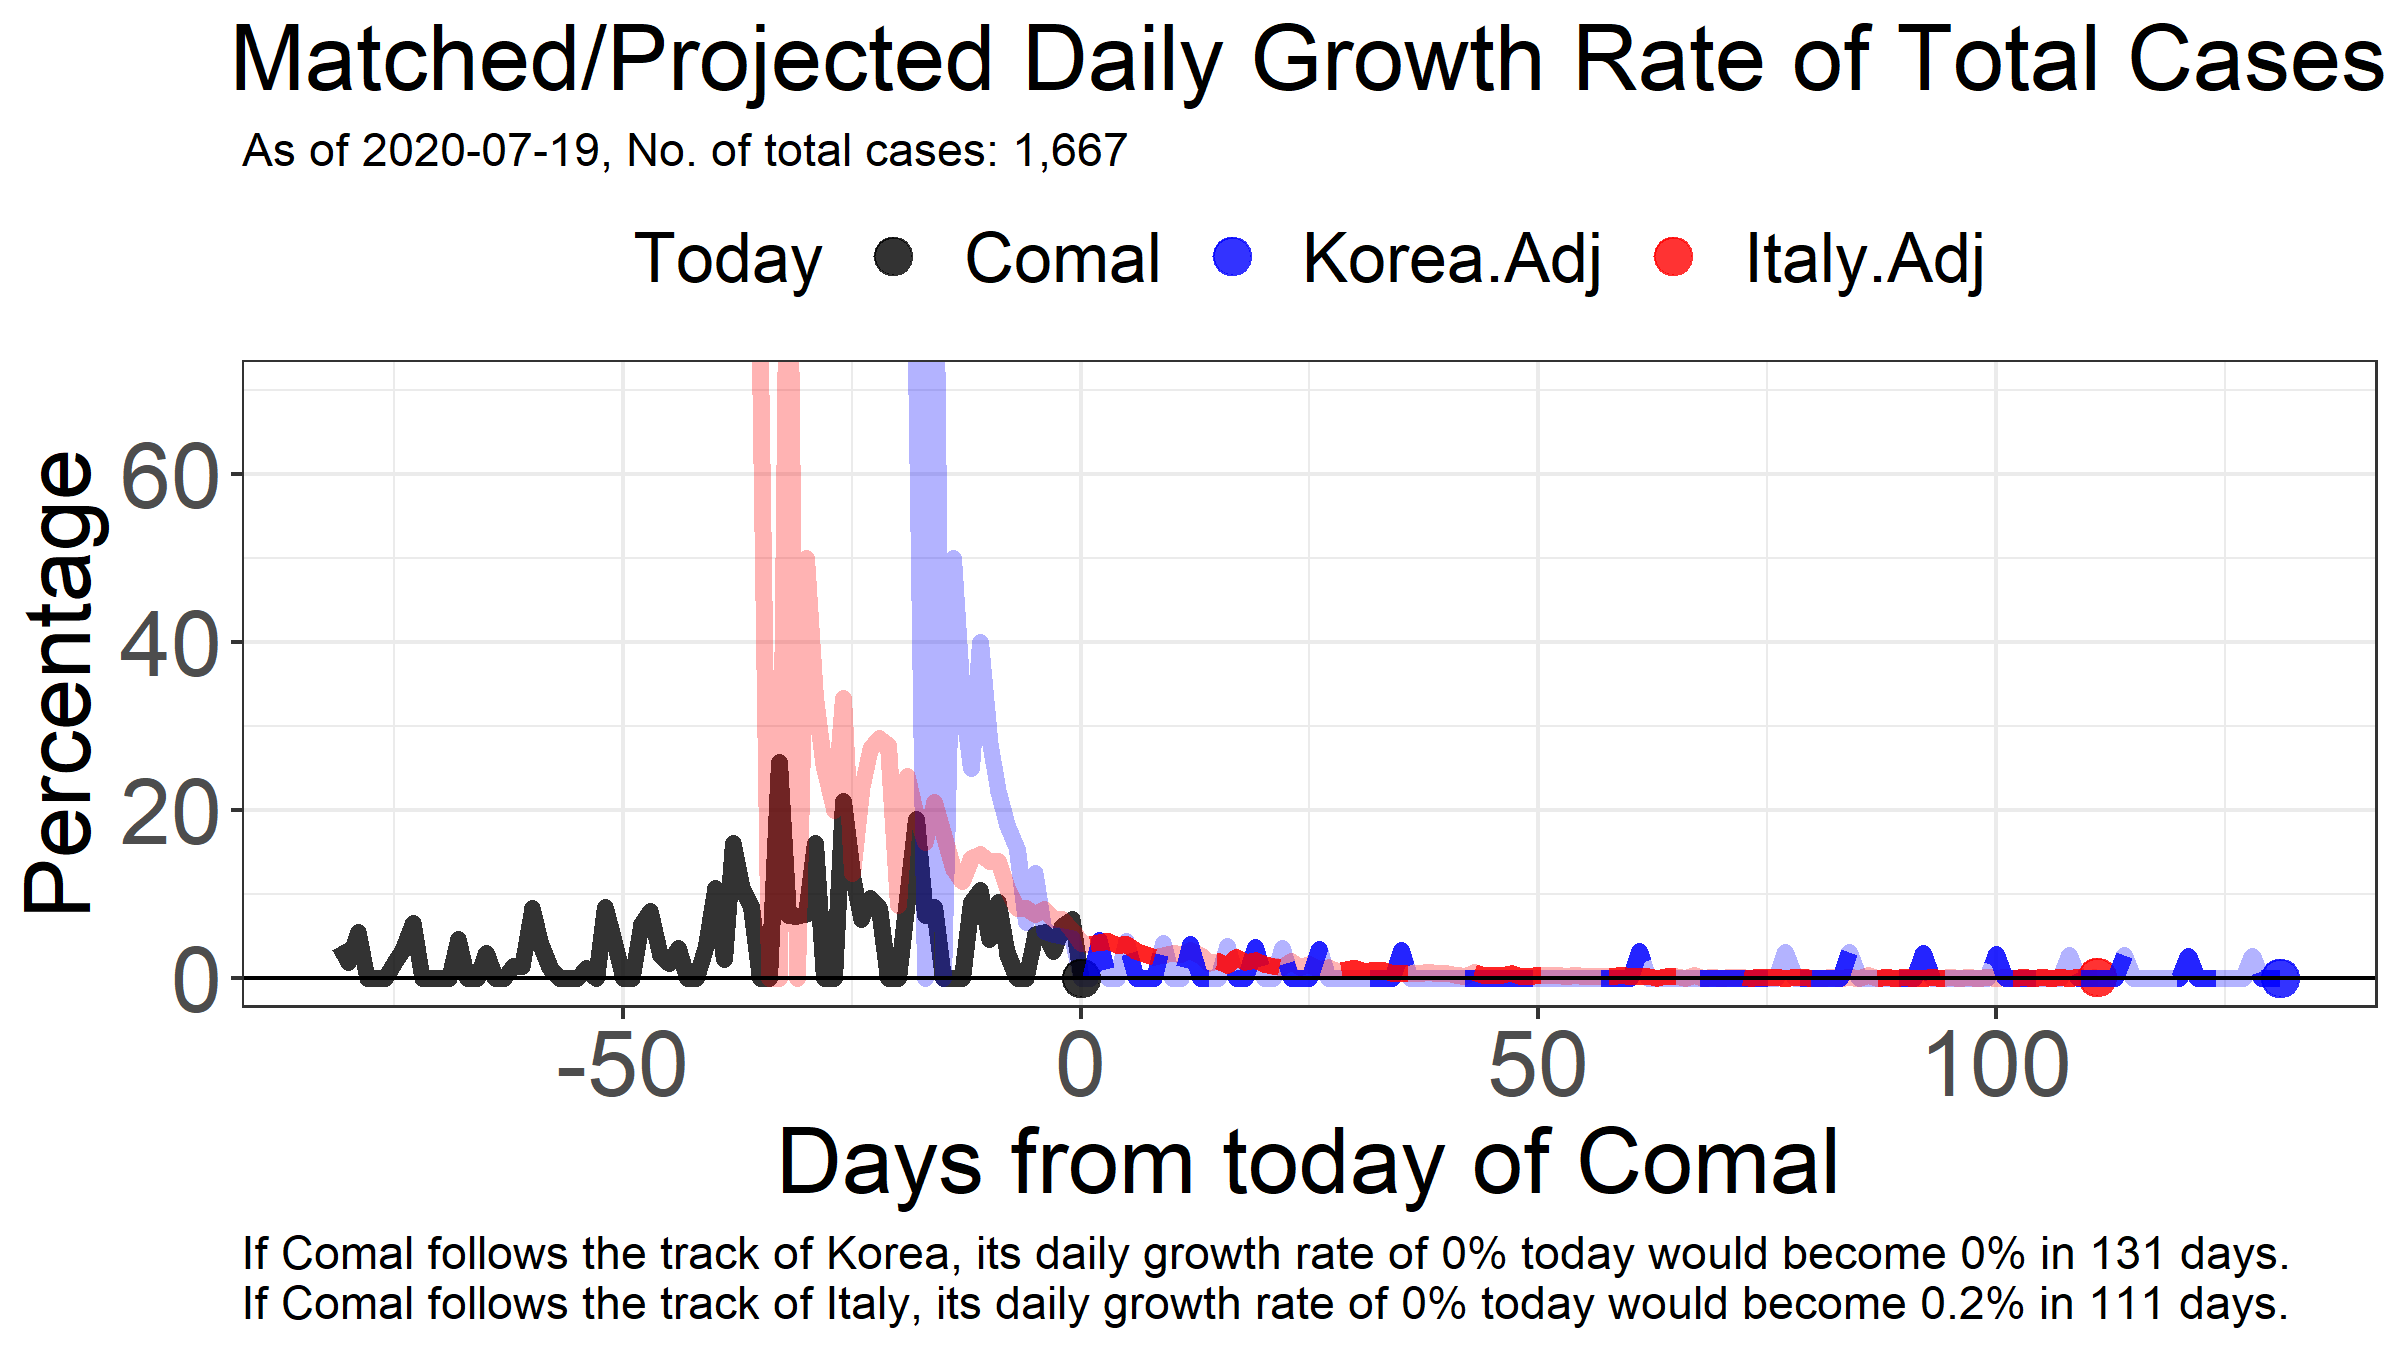 Matched/Projected Daily Growth Rate of Total Cases
As of 2020-07-19, No. of total cases: 1,667
Today Comal Korea.Adj Italy.Adj
Percentage
60
40
20
0
-50 0 50 100
Days from today of Comal
If Comal follows the track of Korea, its daily growth rate of 0% today would become 0% in 131 days.
If Comal follows the track of Italy, its daily growth rate of 0% today would become 0.2% in 111 days.